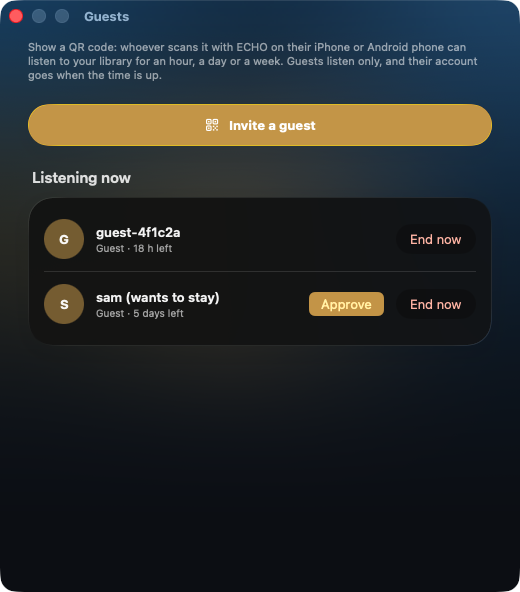 Guests
Show a QR code: whoever scans it with ECHO on their iPhone or Android phone can
listen to your library for an hour, a day or a week. Guests listen only, and their account
goes when the time is up.
Invite a guest
Listening now
G
guest-4f1c2a
Guest · 18 h left
End now
S
sam (wants to stay)
Guest · 5 days left
Approve
End now